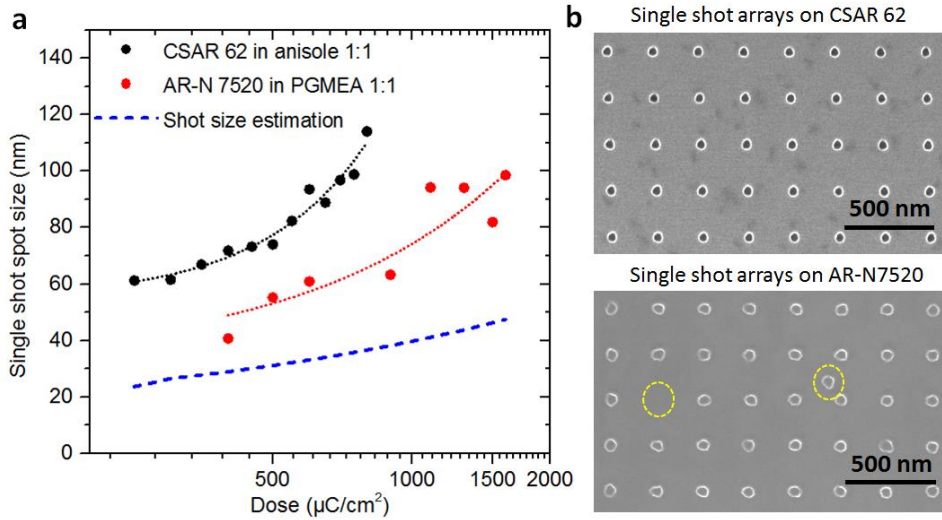 a
CSAR 62 in anisole 1:1
AR-N 7520 in PGMEA 1:1
Shot size estimation
Single shot spot size (nm)
140
120
100
80
60
40
20
0
500
1000
1500
2000
Dose (µC/cm²)
b
Single shot arrays on CSAR 62
500 nm
Single shot arrays on AR-N7520
500 nm